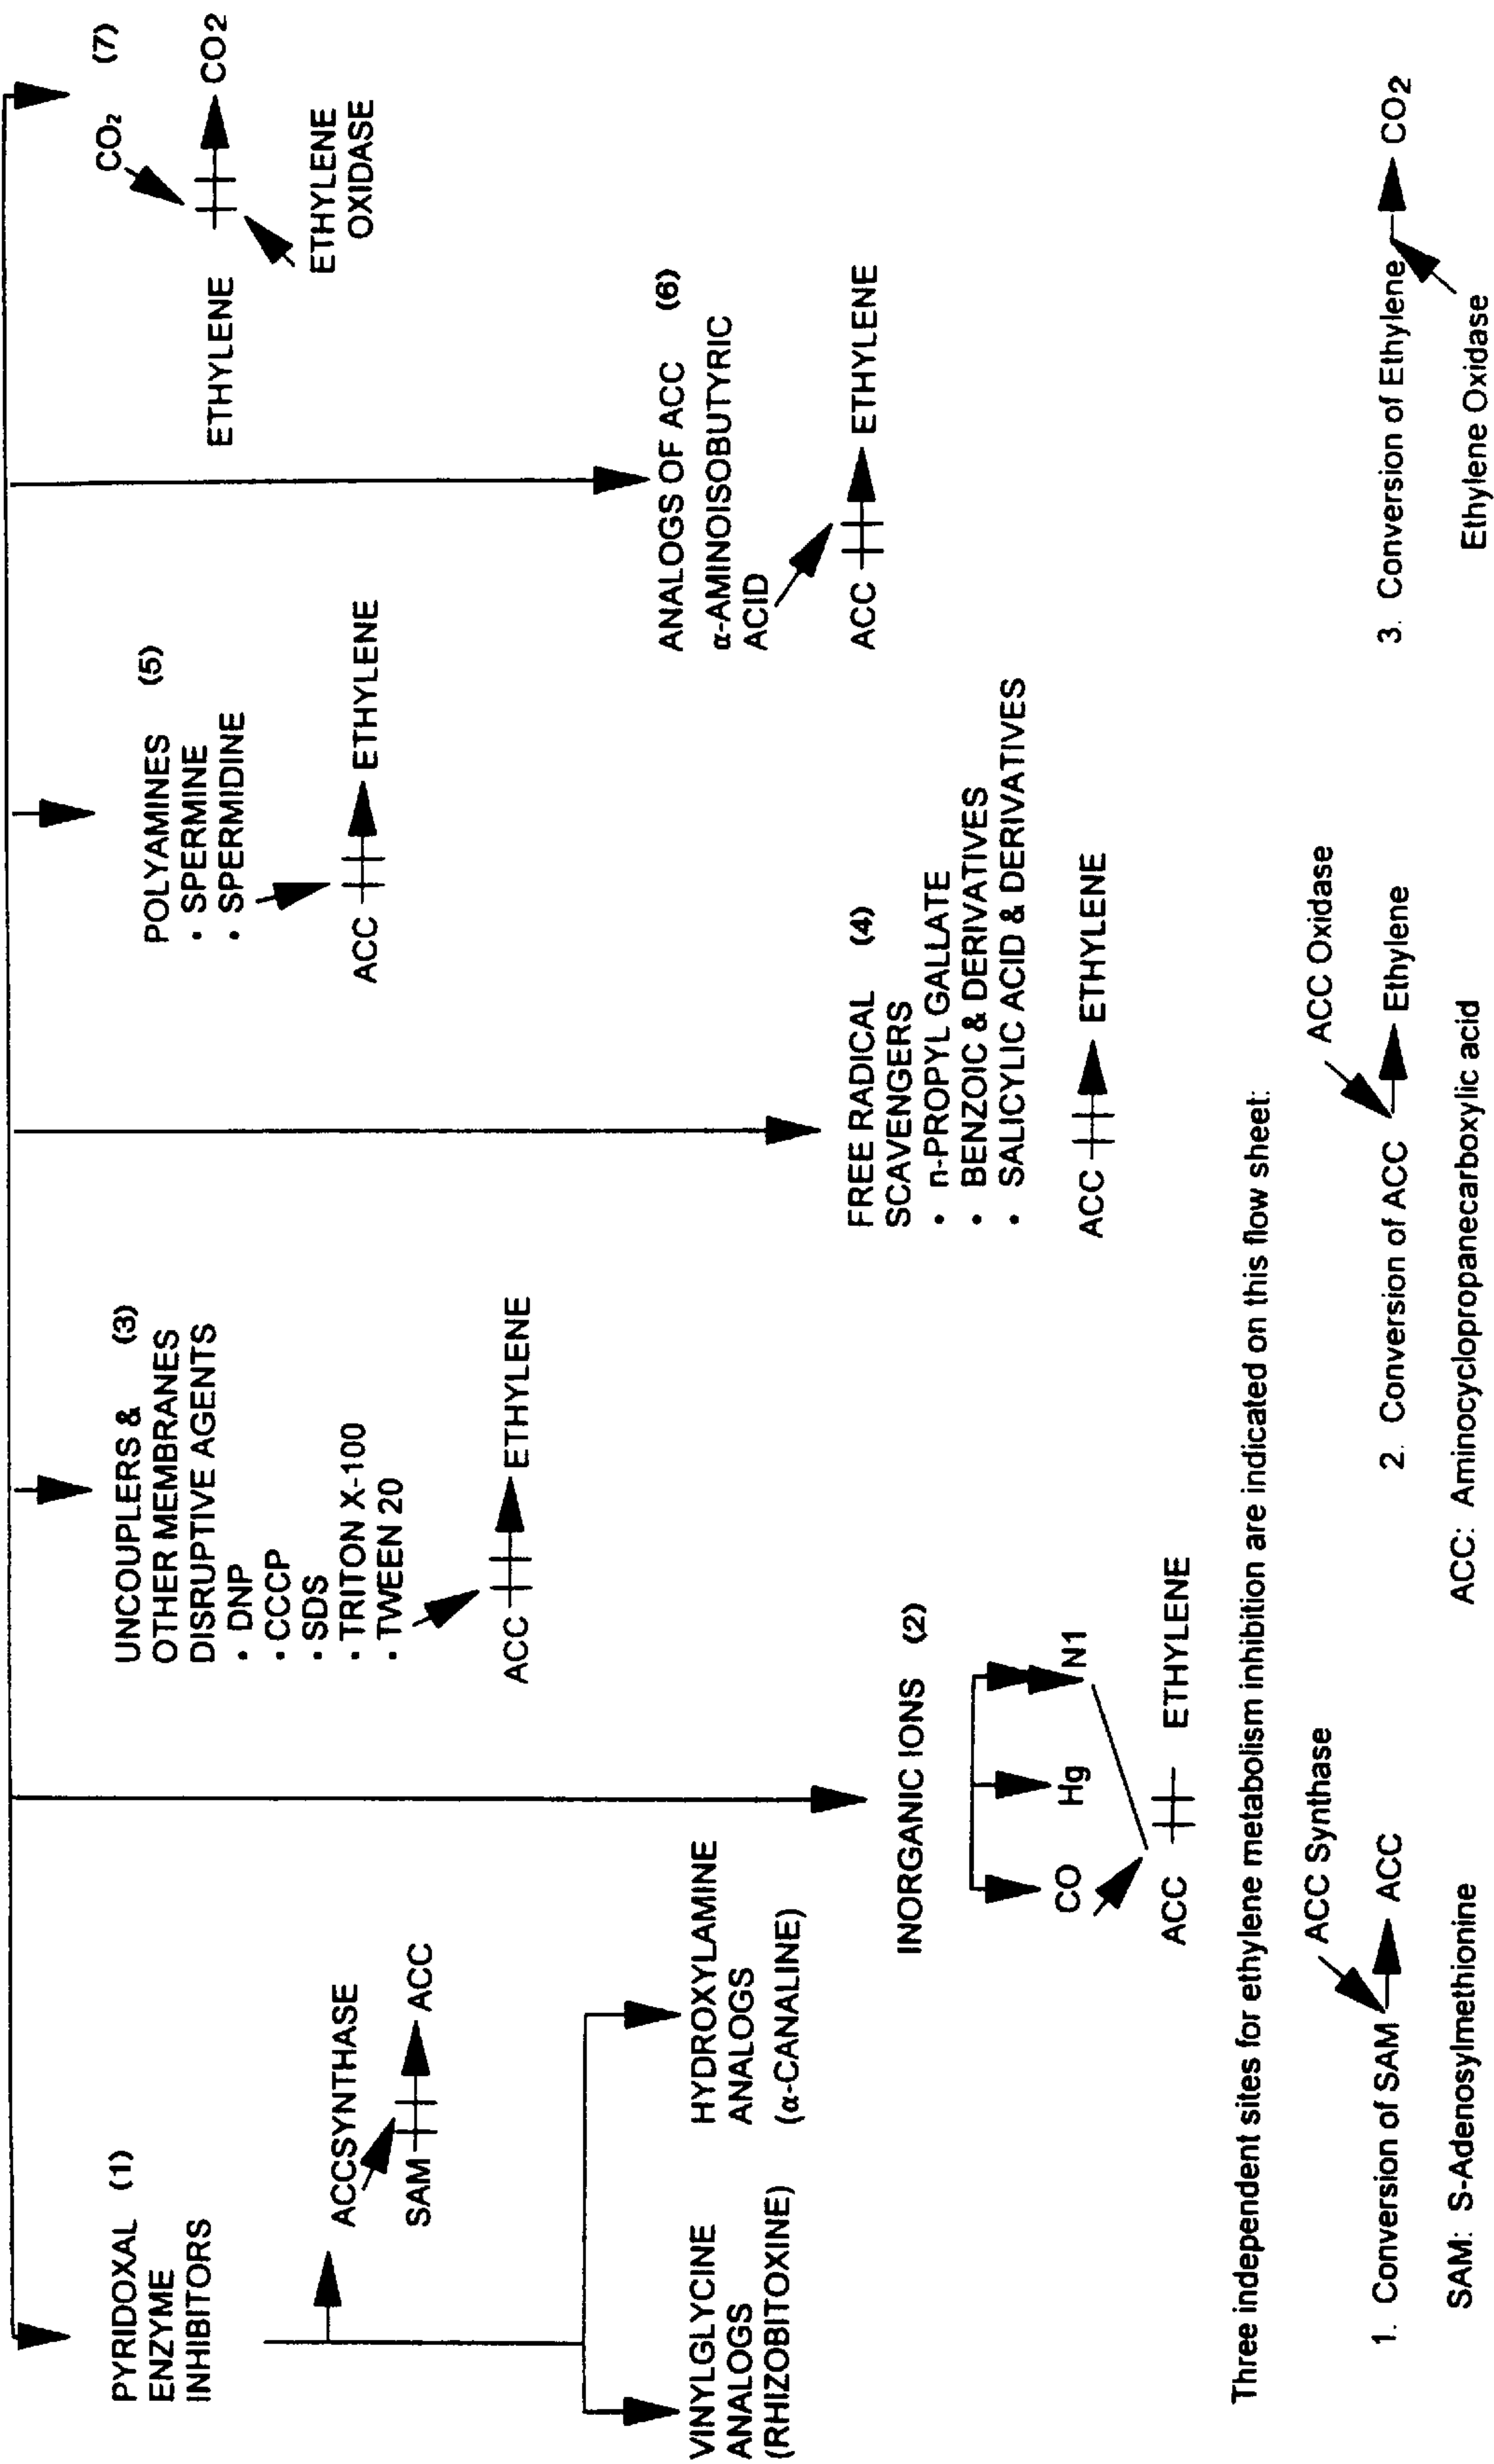 PYRIDOXAL (1)
ENZYME
INHIBITORS
ACCSYNTHASE
SAM ACC
VINYLGLYCINE
ANALOGS
(RHIZOBITOXINE)
HYDROXYLAMINE
ANALOGS
(α-CANALINE)
INORGANIC IONS (2)
CO Hg N1
ACC ETHYLENE
UNCOUPLERS & (3)
OTHER MEMBRANES
DISRUPTIVE AGENTS
• DNP
• CCCP
• SDS
• TRITON X-100
• TWEEN 20
ACC ETHYLENE
FREE RADICAL (4)
SCAVENGERS
• n-PROPYL GALLATE
• BENZOIC & DERIVATIVES
• SALICYLIC ACID & DERIVATIVES
ACC ETHYLENE
POLYAMINES (5)
• SPERMINE
• SPERMIDINE
ACC ETHYLENE
ANALOGS OF ACC (6)
α-AMINOISOBUTYRIC
ACID
ACC ETHYLENE
(7)
CO2
ETHYLENE CO2
ETHYLENE
OXIDASE
Three independent sites for ethylene metabolism inhibition are indicated on this flow sheet:
ACC Synthase
1. Conversion of SAM ACC
SAM: S-Adenosylmethionine
ACC Oxidase
2. Conversion of ACC Ethylene
ACC: Aminocyclopropanecarboxylic acid
3. Conversion of Ethylene CO2
Ethylene Oxidase